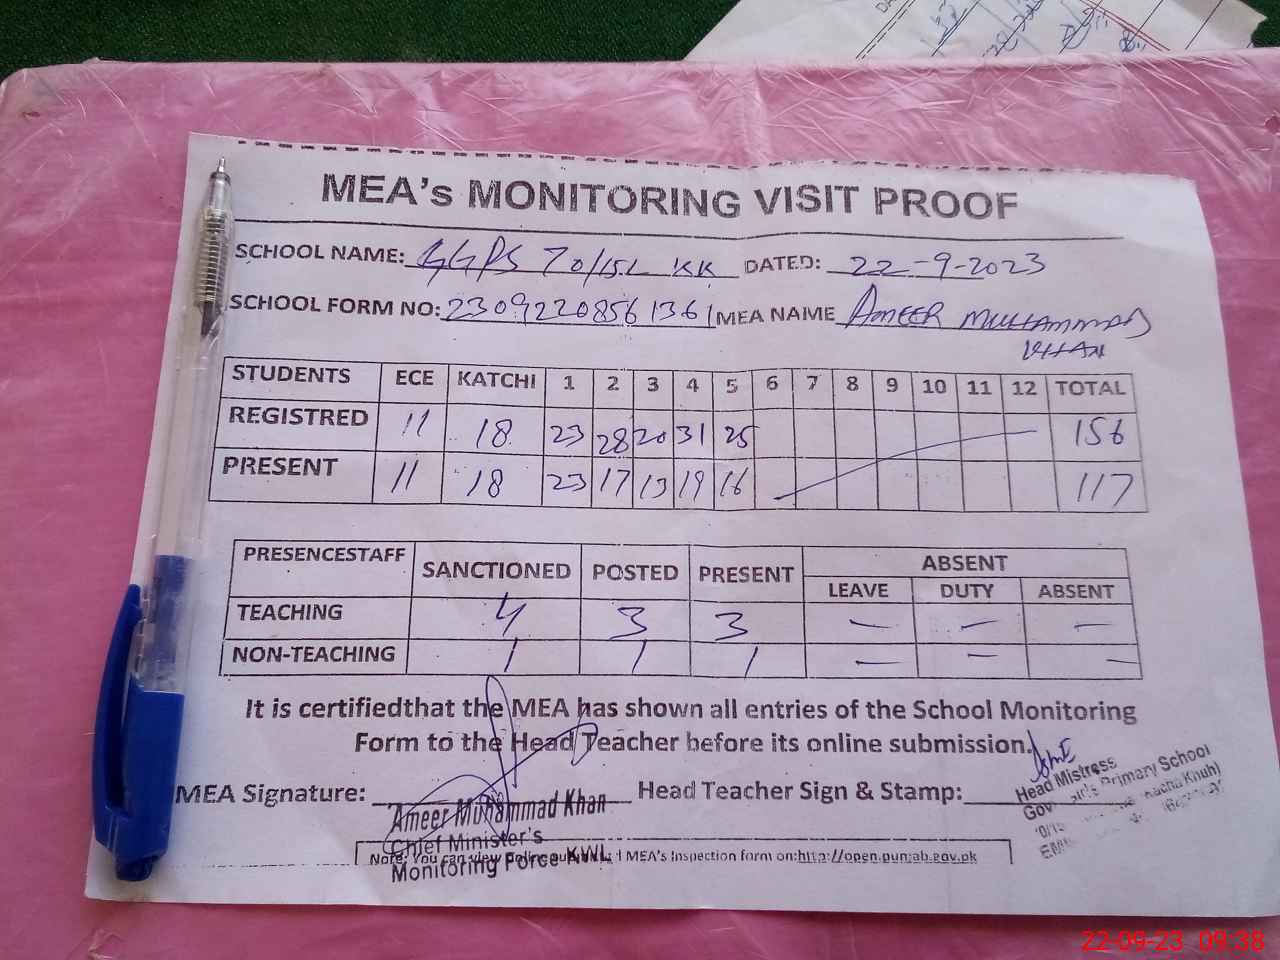 MEA's MONITORING VISIT PROOF
SCHOOL NAME: GGPS 70/15.L KK DATED: 22-9-2023
SCHOOL FORM NO: 23092208561361 MEA NAME AMEER MUHAMMAD
KHAN
STUDENTS ECE KATCHI 1 2 3 4 5 6 7 8 9 10 11 12 TOTAL
REGISTRED 11 18 23 28 20 31 25 156
PRESENT 11 18 23 17 13 19 16 117
PRESENCESTAFF SANCTIONED POSTED PRESENT ABSENT
LEAVE DUTY ABSENT
TEACHING 4 3 3 — — —
NON-TEACHING 1 1 1 — — —
It is certifiedthat the MEA has shown all entries of the School Monitoring
Form to the Head Teacher before its online submission.
MEA Signature: Head Teacher Sign & Stamp:
Ameer Muhammad Khan
Chief Minister's
Monitoring Force KWL
Head Mistress
Primary School
Note: You can view MEA's Inspection form on:http://open.punjab.gov.pk
22-09-23 09:38